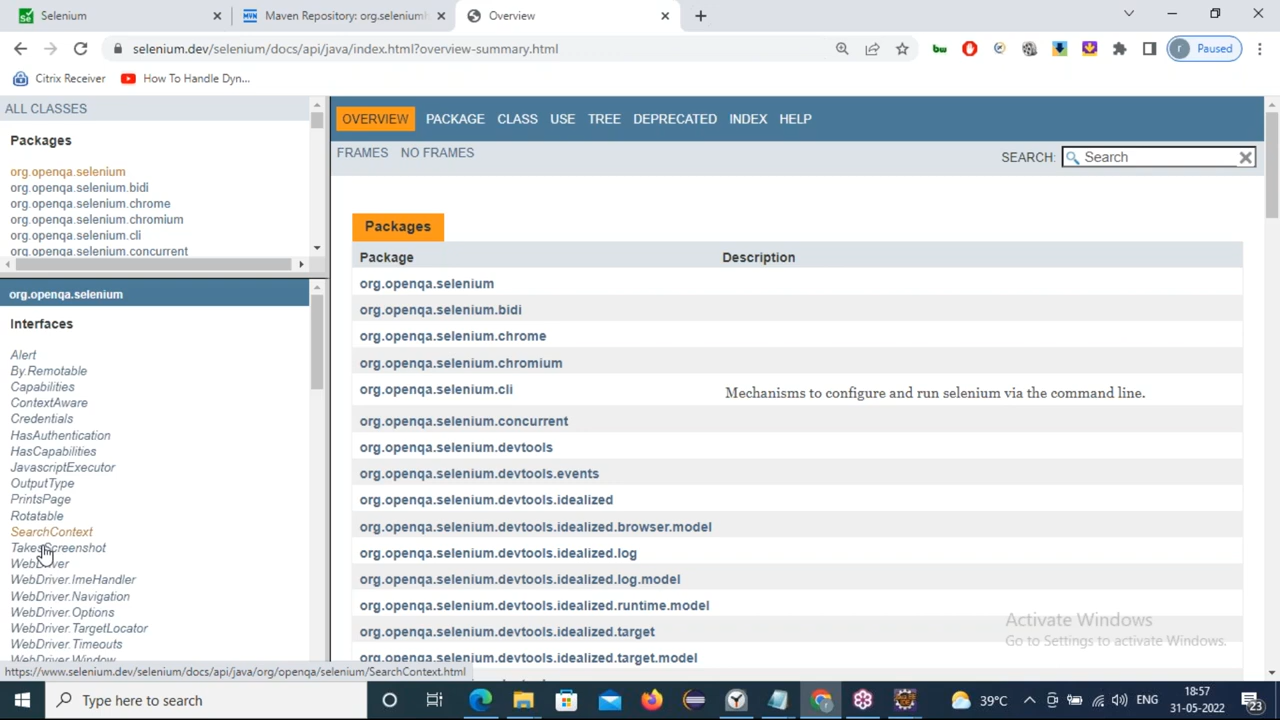 Selenium
Maven Repository: org.seleniumh
Overview
selenium.dev/selenium/docs/api/java/index.html?overview-summary.html
Paused
Citrix Receiver
How To Handle Dyn...
ALL CLASSES
Packages
org.openqa.selenium
org.openqa.selenium.bidi
org.openqa.selenium.chrome
org.openqa.selenium.chromium
org.openqa.selenium.cli
org.openqa.selenium.concurrent
org.openqa.selenium
Interfaces
Alert
By.Remotable
Capabilities
ContextAware
Credentials
HasAuthentication
HasCapabilities
JavascriptExecutor
OutputType
PrintsPage
Rotatable
SearchContext
TakesScreenshot
WebDriver
WebDriver.ImeHandler
WebDriver.Navigation
WebDriver.Options
WebDriver.TargetLocator
WebDriver.Timeouts
WebDriver.Window
OVERVIEW PACKAGE CLASS USE TREE DEPRECATED INDEX HELP
FRAMES NO FRAMES
SEARCH: Search
Packages
Package Description
org.openqa.selenium
org.openqa.selenium.bidi
org.openqa.selenium.chrome
org.openqa.selenium.chromium
org.openqa.selenium.cli Mechanisms to configure and run selenium via the command line.
org.openqa.selenium.concurrent
org.openqa.selenium.devtools
org.openqa.selenium.devtools.events
org.openqa.selenium.devtools.idealized
org.openqa.selenium.devtools.idealized.browser.model
org.openqa.selenium.devtools.idealized.log
org.openqa.selenium.devtools.idealized.log.model
org.openqa.selenium.devtools.idealized.runtime.model
org.openqa.selenium.devtools.idealized.target
org.openqa.selenium.devtools.idealized.target.model
Activate Windows
Go to Settings to activate Windows.
https://www.selenium.dev/selenium/docs/api/java/org/openqa/selenium/SearchContext.html
Type here to search
39°C
ENG
18:57
31-05-2022
23